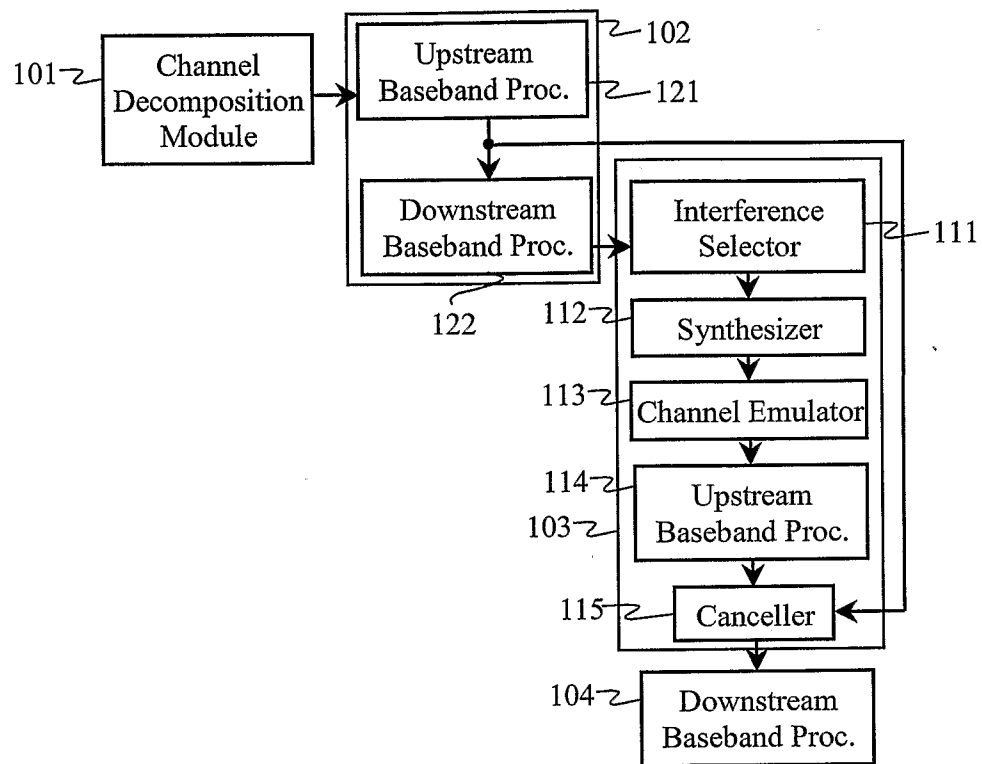 101
Channel
Decomposition
Module
Upstream
Baseband Proc.
102
121
Downstream
Baseband Proc.
122
Interference
Selector
111
112
Synthesizer
113
Channel Emulator
114
Upstream
Baseband Proc.
103
115
Canceller
104
Downstream
Baseband Proc.